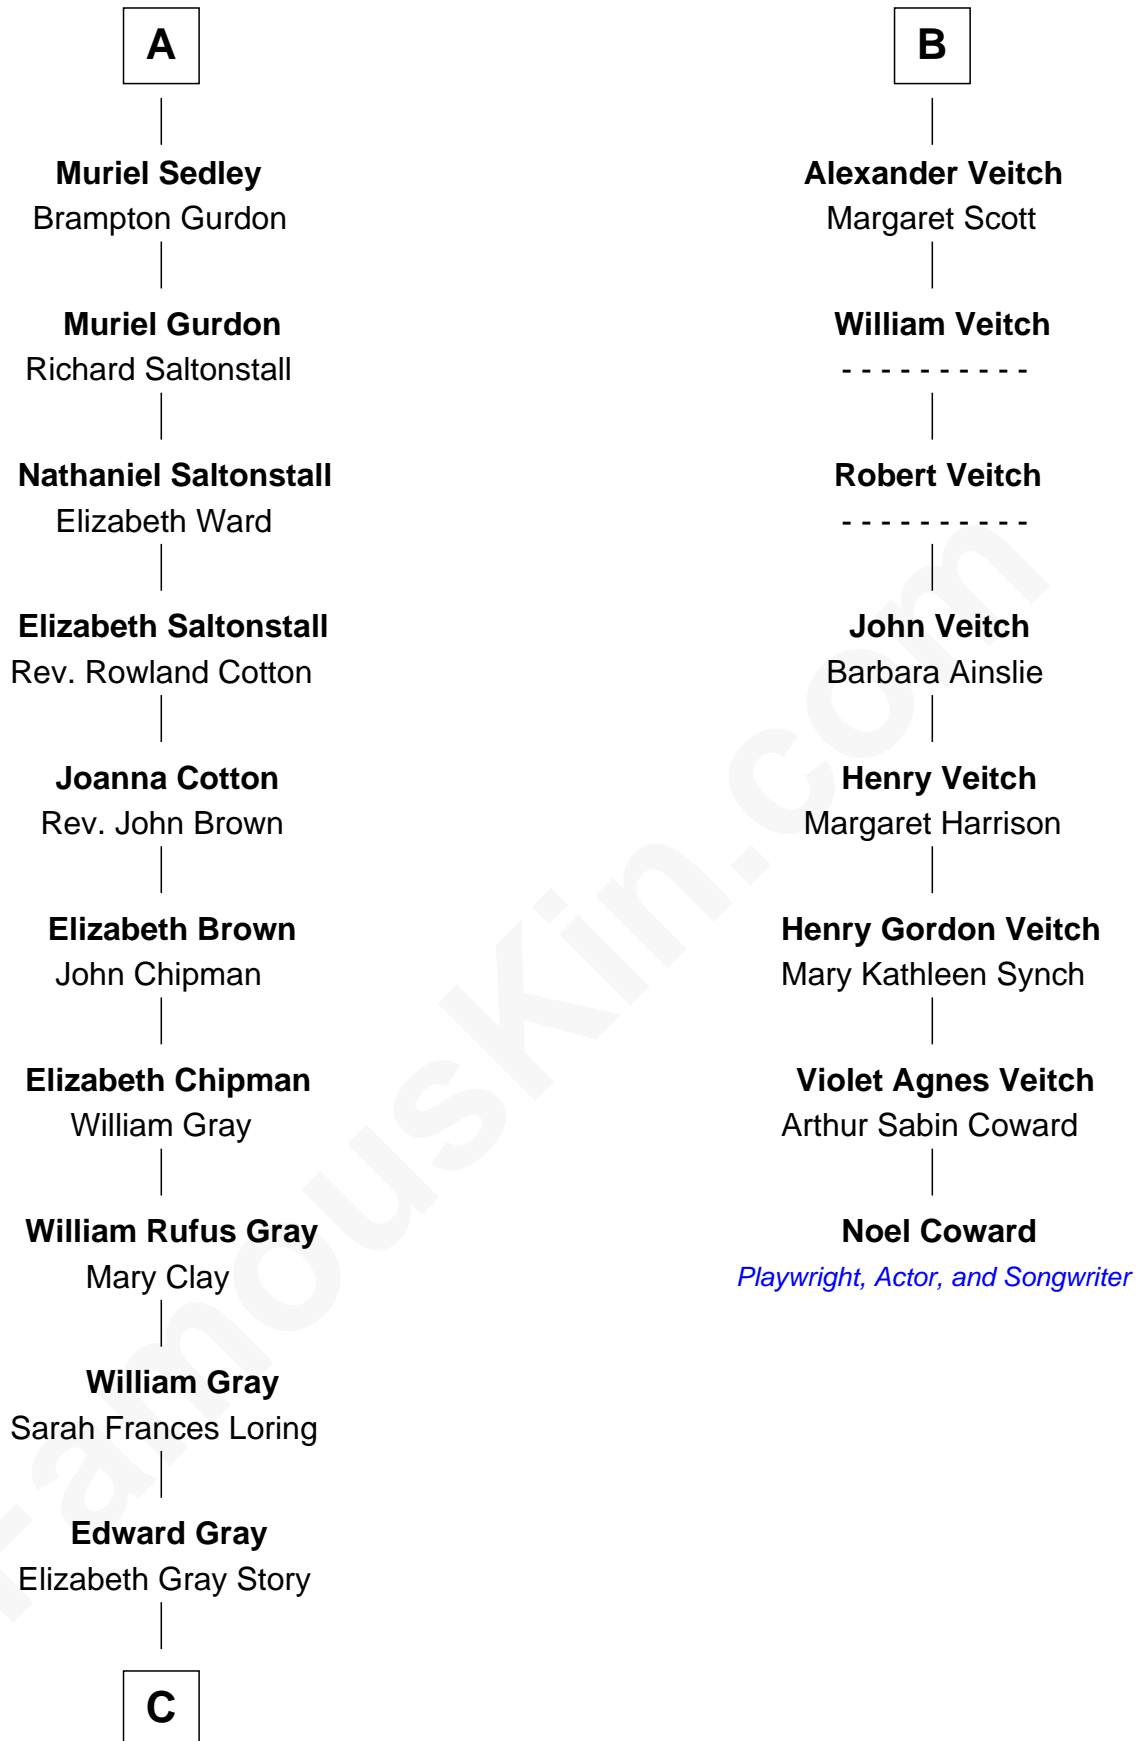 A
Muriel Sedley
Brampton Gurdon
Muriel Gurdon
Richard Saltonstall
Nathaniel Saltonstall
Elizabeth Ward
Elizabeth Saltonstall
Rev. Rowland Cotton
Joanna Cotton
Rev. John Brown
Elizabeth Brown
John Chipman
Elizabeth Chipman
William Gray
William Rufus Gray
Mary Clay
William Gray
Sarah Frances Loring
Edward Gray
Elizabeth Gray Story
C
B
Alexander Veitch
Margaret Scott
William Veitch
- - - - - - - - - -
Robert Veitch
- - - - - - - - - -
John Veitch
Barbara Ainslie
Henry Veitch
Margaret Harrison
Henry Gordon Veitch
Mary Kathleen Synch
Violet Agnes Veitch
Arthur Sabin Coward
Noel Coward
Playwright, Actor, and Songwriter
FamousKin.com